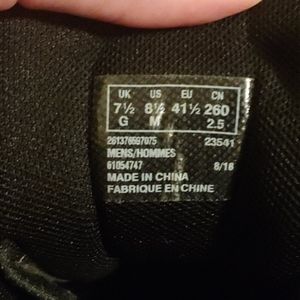 UK US EU CN
7½ 8½ 41½ 260
G M 2.5
261376597075 23541
MENS/HOMMES
61054747 8/18
MADE IN CHINA
FABRIQUE EN CHINE